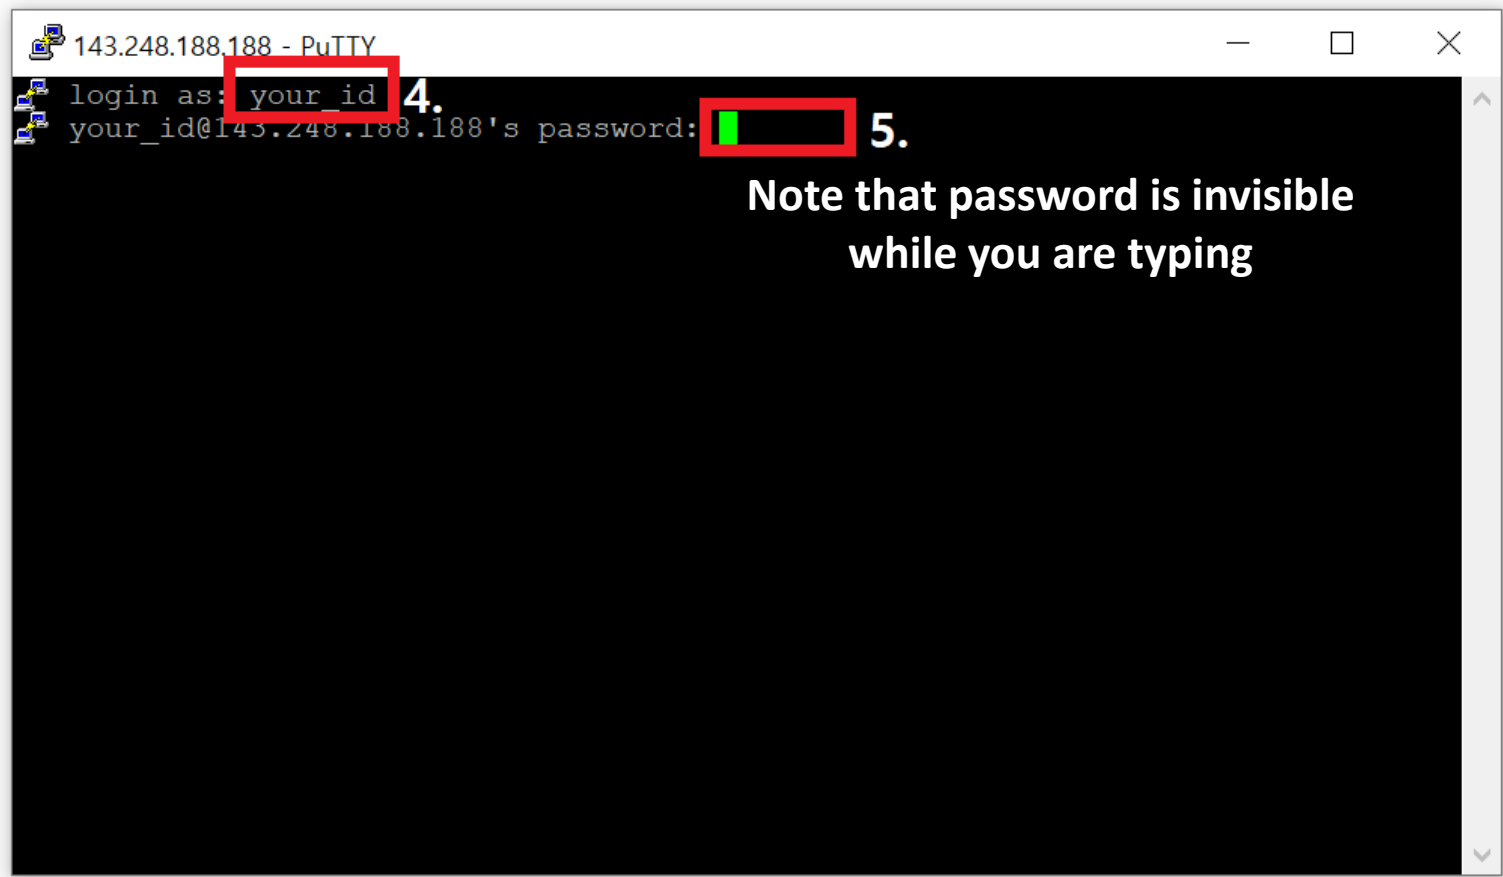 143.248.188.188 - PuTTY
login as: your_id 4.
your_id@143.248.188.188's password: 5.
Note that password is invisible
while you are typing